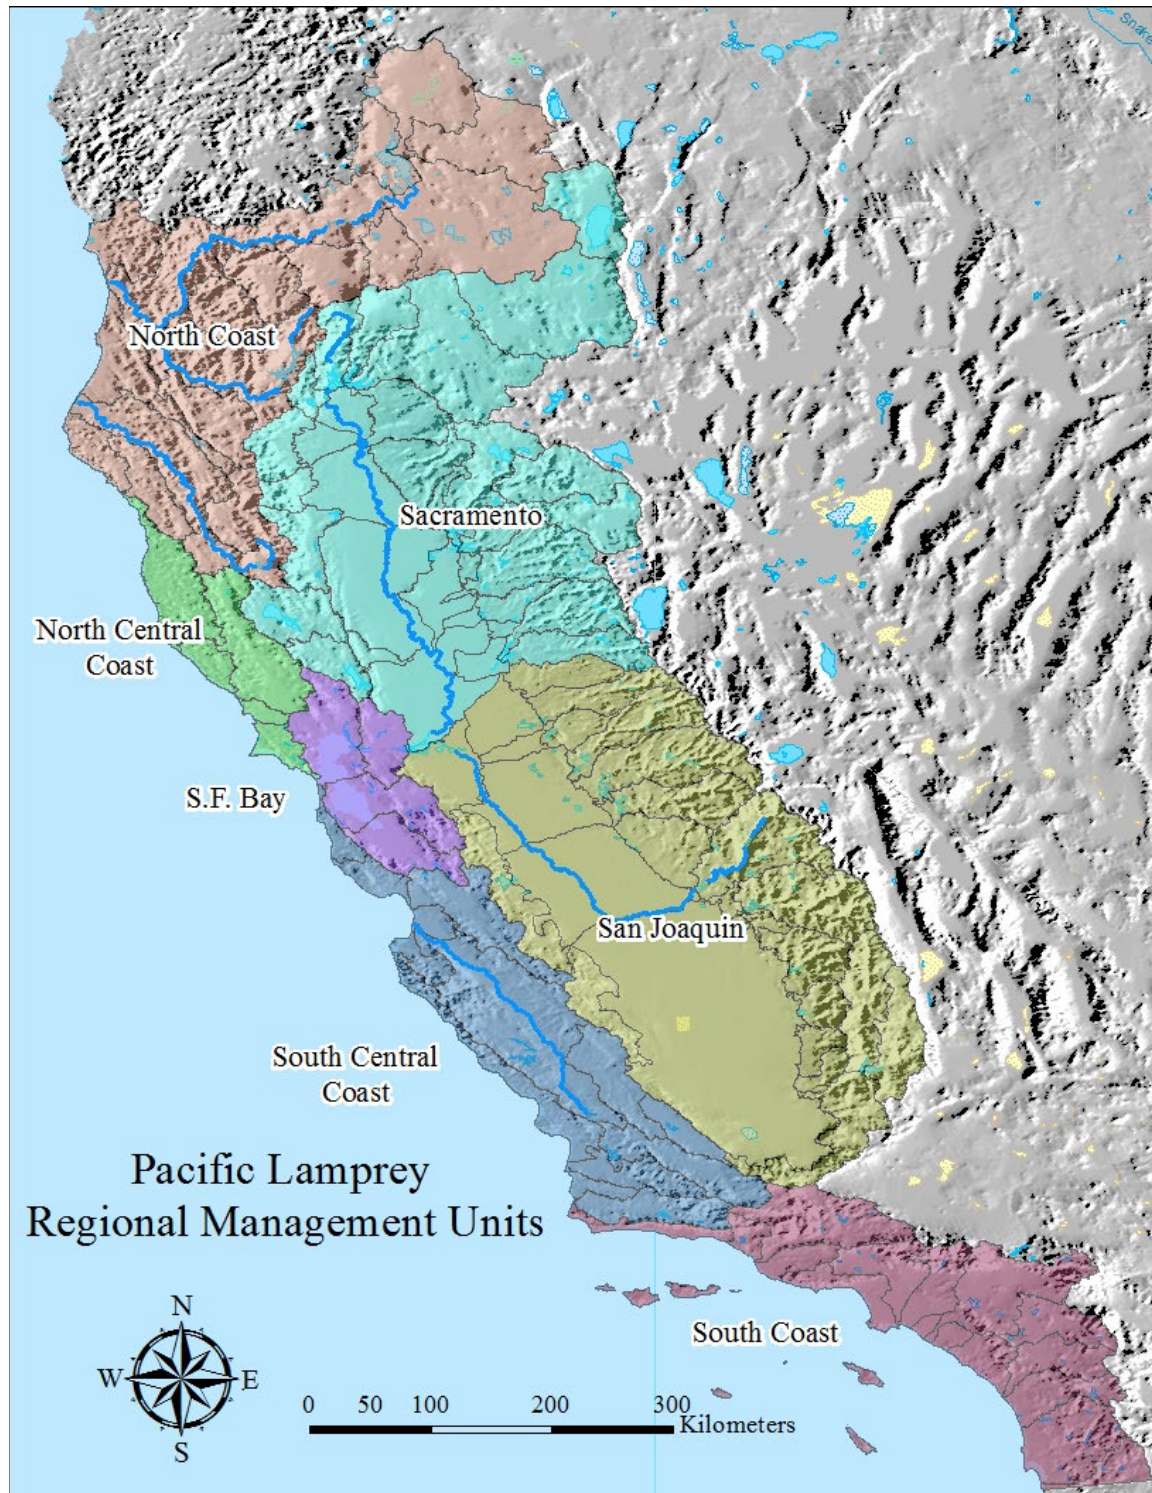 Snake
North Coast
Sacramento
North Central
Coast
S.F. Bay
San Joaquin
South Central
Coast
Pacific Lamprey
Regional Management Units
South Coast
N
W E
S
0 50 100 200 300
Kilometers